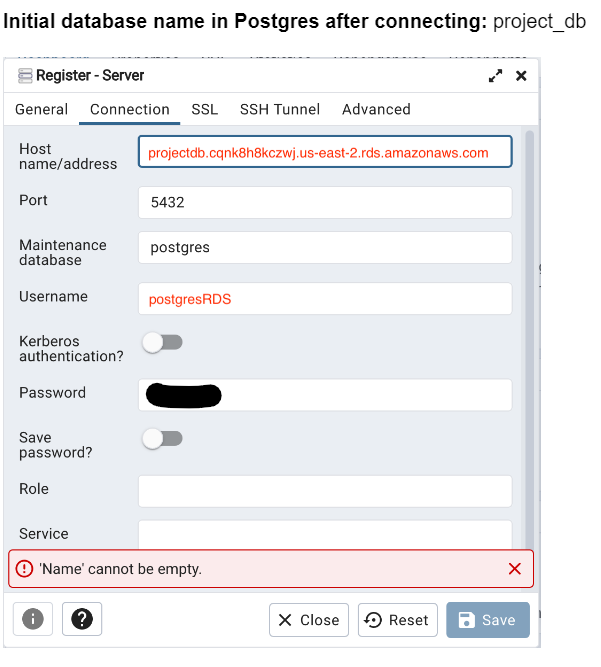 Initial database name in Postgres after connecting: project_db
Register - Server
General Connection SSL SSH Tunnel Advanced
Host name/address
projectdb.cqnk8h8kczwj.us-east-2.rds.amazonaws.com
Port
5432
Maintenance database
postgres
Username
postgresRDS
Kerberos authentication?
Password
Save password?
Role
Service
'Name' cannot be empty.
Close Reset Save